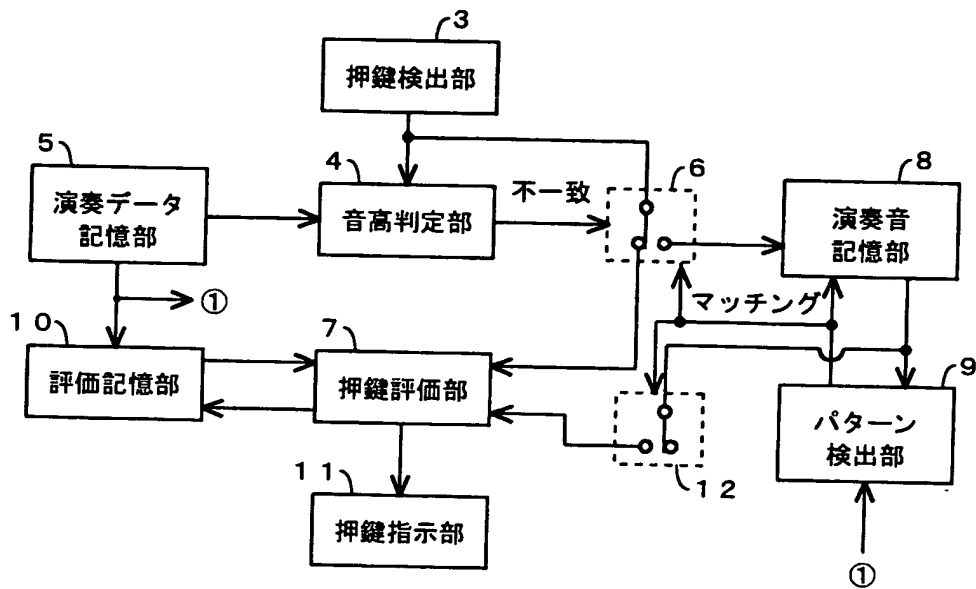 3
押鍵検出部
5
演奏データ
記憶部
4
音高判定部
不一致
6
8
演奏音
記憶部
①
マッチング
10
評価記憶部
7
押鍵評価部
9
パターン
検出部
12
11
押鍵指示部
①